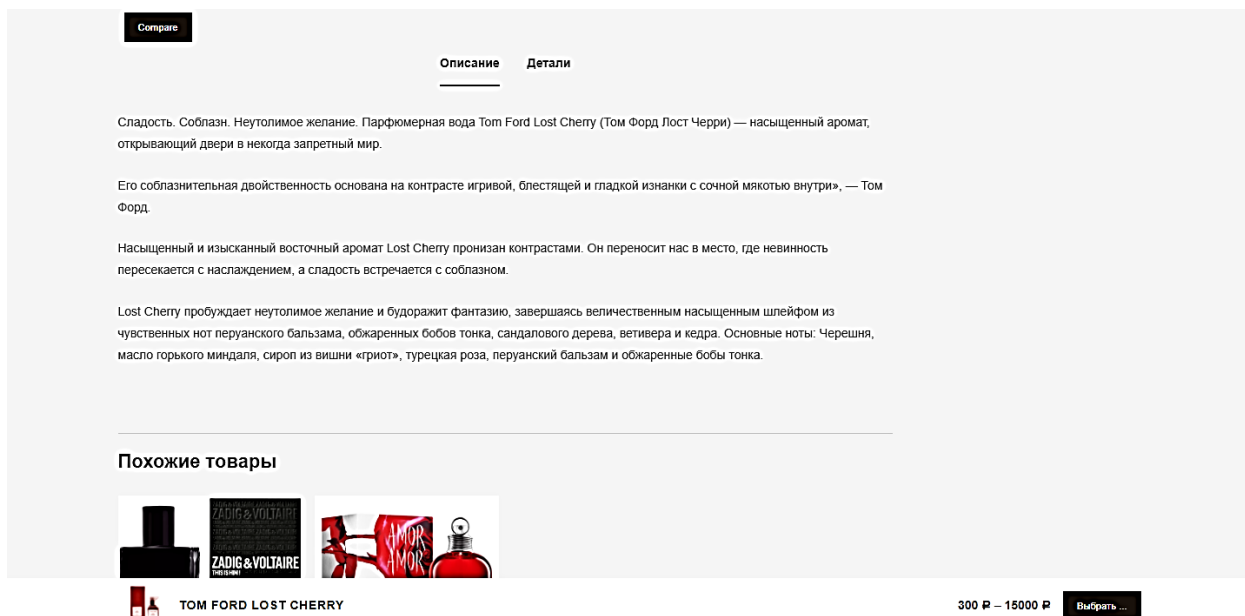 Compare
Описание Детали
Сладость. Соблазн. Неутолимое желание. Парфюмерная вода Tom Ford Lost Cherry (Том Форд Лост Черри) — насыщенный аромат,
открывающий двери в некогда запретный мир.
Его соблазнительная двойственность основана на контрасте игривой, блестящей и гладкой изнанки с сочной мякотью внутри», — Том
Форд.
Насыщенный и изысканный восточный аромат Lost Cherry пронизан контрастами. Он переносит нас в место, где невинность
пересекается с наслаждением, а сладость встречается с соблазном.
Lost Cherry пробуждает неутолимое желание и будоражит фантазию, завершаясь величественным насыщенным шлейфом из
чувственных нот перуанского бальзама, обжаренных бобов тонка, сандалового дерева, ветивера и кедра. Основные ноты: Черешня,
масло горького миндаля, сироп из вишни «гриот», турецкая роза, перуанский бальзам и обжаренные бобы тонка.
Похожие товары
ZADIG & VOLTAIRE
THIS IS HIM!
AMOR
AMOR
TOM FORD LOST CHERRY 300 ₽ – 15000 ₽ Выбрать ...